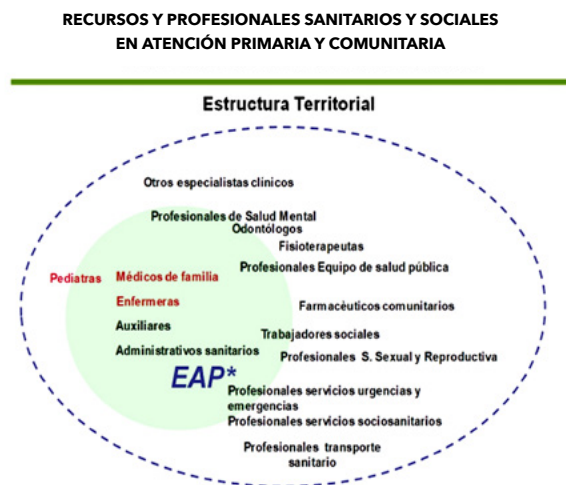 RECURSOS Y PROFESIONALES SANITARIOS Y SOCIALES
EN ATENCIÓN PRIMARIA Y COMUNITARIA
Estructura Territorial
Otros especialistas clínicos
Profesionales de Salud Mental
Odontólogos
Fisioterapeutas
Profesionales Equipo de salud pública
Pediatras
Médicos de familia
Enfermeras
Farmacéuticos comunitarios
Auxiliares
Trabajadores sociales
Administrativos sanitarios
Profesionales S. Sexual y Reproductiva
EAP*
Profesionales servicios urgencias y
emergencias
Profesionales servicios sociosanitarios
Profesionales transporte
sanitario